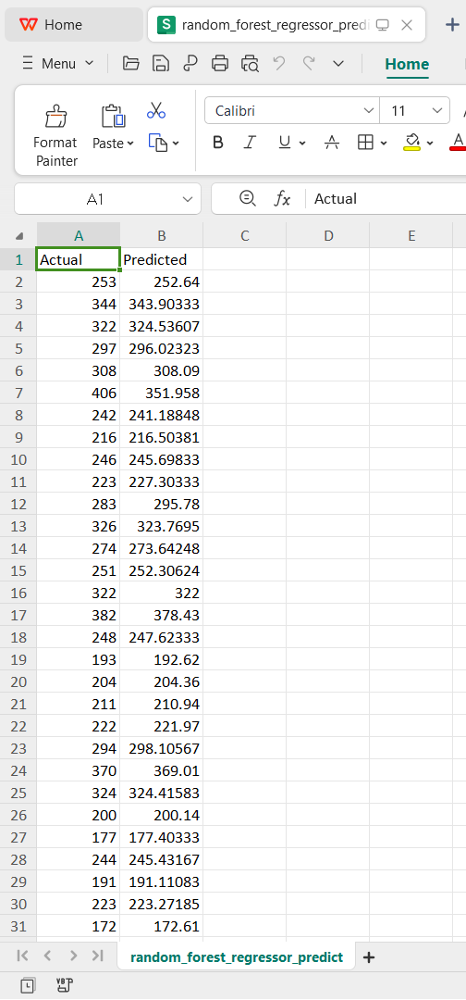 Home random_forest_regressor_predi
Menu Home
Format Painter Paste Calibri 11
B I U A
A1 fx Actual
A B C D E
1 Actual Predicted
2 253 252.64
3 344 343.90333
4 322 324.53607
5 297 296.02323
6 308 308.09
7 406 351.958
8 242 241.18848
9 216 216.50381
10 246 245.69833
11 223 227.30333
12 283 295.78
13 326 323.7695
14 274 273.64248
15 251 252.30624
16 322 322
17 382 378.43
18 248 247.62333
19 193 192.62
20 204 204.36
21 211 210.94
22 222 221.97
23 294 298.10567
24 370 369.01
25 324 324.41583
26 200 200.14
27 177 177.40333
28 244 245.43167
29 191 191.11083
30 223 223.27185
31 172 172.61
random_forest_regressor_predict